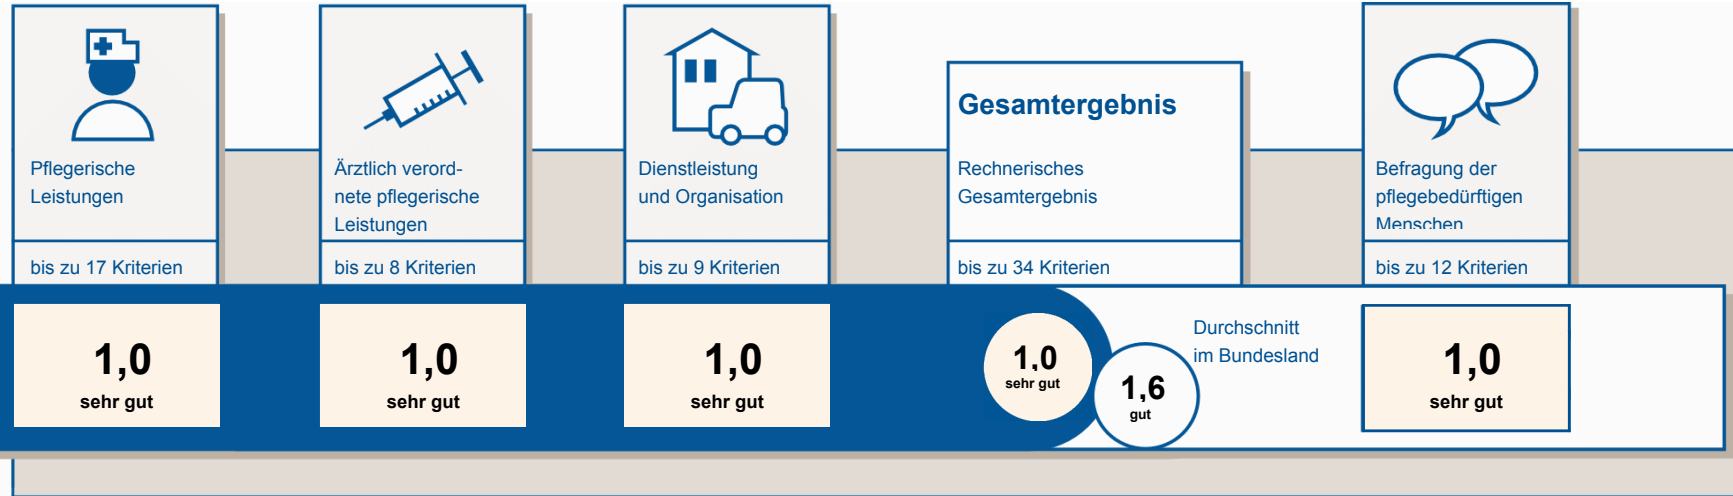 Pflegerische
Leistungen
bis zu 17 Kriterien
1,0
sehr gut
Ärztlich verord-
nete pflegerische
Leistungen
bis zu 8 Kriterien
1,0
sehr gut
Dienstleistung
und Organisation
bis zu 9 Kriterien
1,0
sehr gut
Gesamtergebnis
Rechnerisches
Gesamtergebnis
bis zu 34 Kriterien
1,0
sehr gut
Durchschnitt
im Bundesland
1,6
gut
Befragung der
pflegebedürftigen
Menschen
bis zu 12 Kriterien
1,0
sehr gut